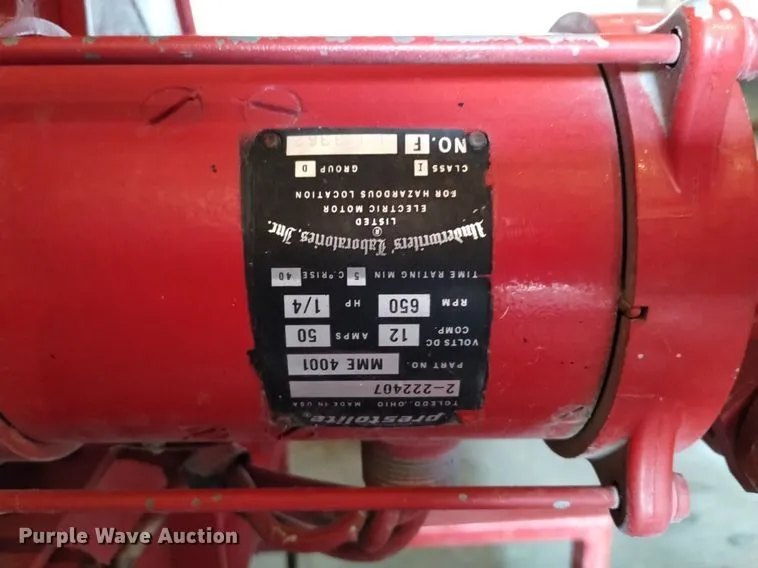 prestolite®
TOLEDO, OHIO MADE IN USA
2-222407
PART NO. MME 4001
VOLTS DC COMP. 12 AMPS 50
RPM 650 HP 1/4
TIME RATING MIN 5 C.° RISE 40
Underwriters' Laboratories, Inc.®
LISTED
ELECTRIC MOTOR
FOR HAZARDOUS LOCATION
CLASS I GROUP D
NO. F
Purple Wave Auction